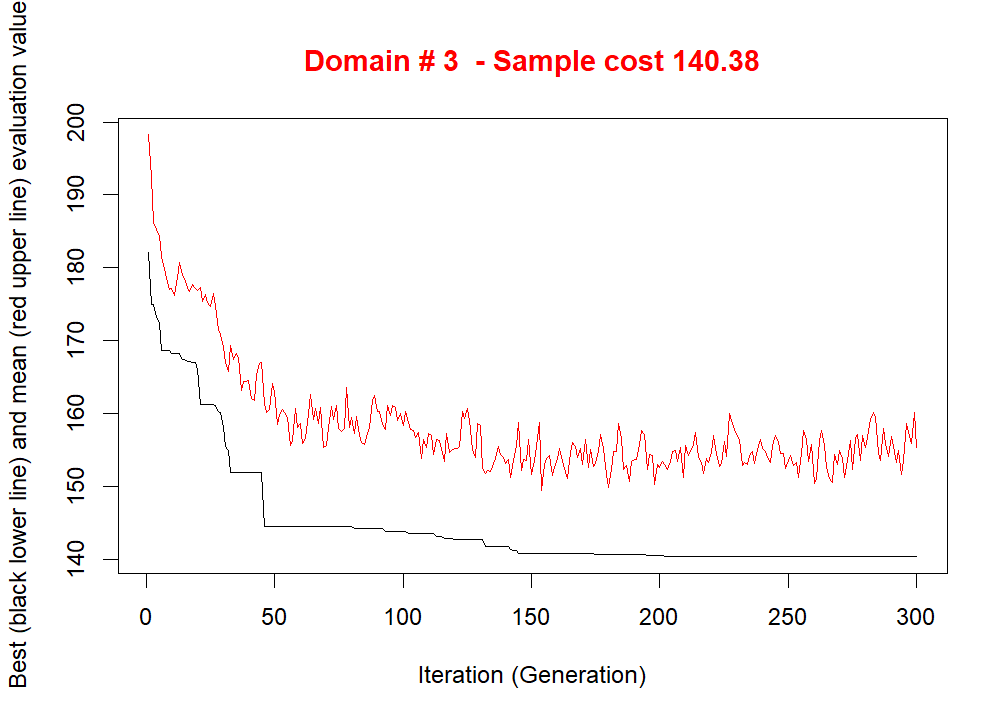 Domain # 3  - Sample cost 140.38
Best (black lower line) and mean (red upper line) evaluation value
200
190
180
170
160
150
140
0 50 100 150 200 250 300
Iteration (Generation)